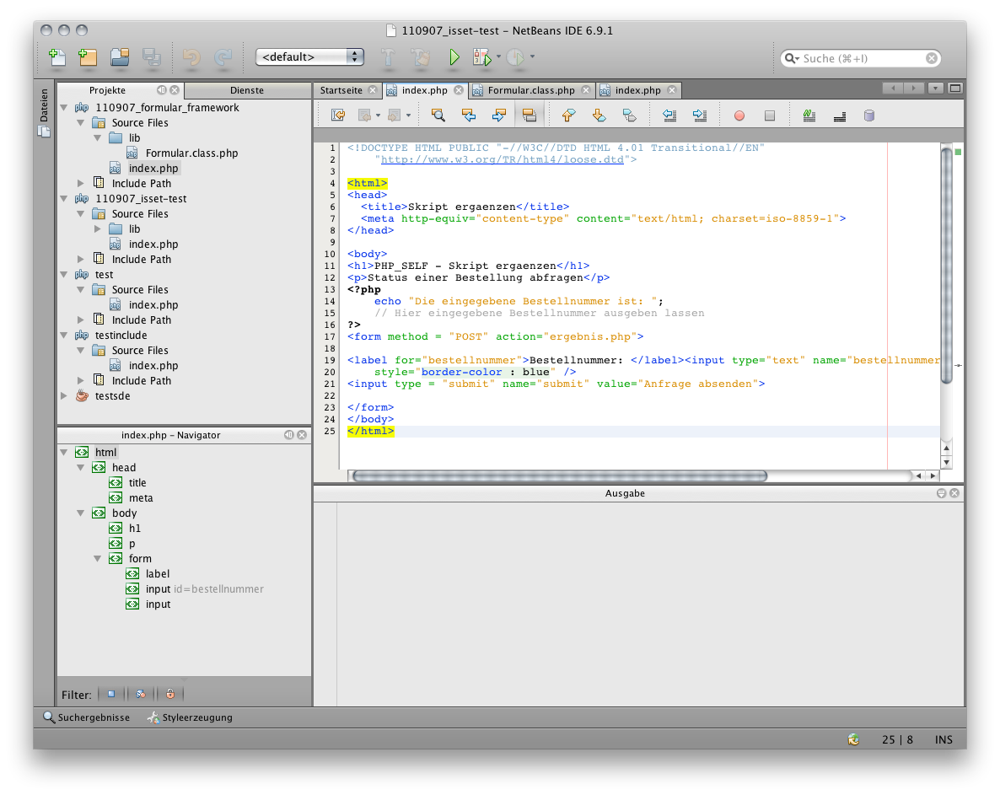 110907_isset-test – NetBeans IDE 6.9.1
<default>
Suche (⌘+I)
Dateien
Projekte
Dienste
110907_formular_framework
Source Files
lib
Formular.class.php
index.php
Include Path
110907_isset-test
Source Files
lib
index.php
Include Path
test
Source Files
index.php
Include Path
testinclude
Source Files
index.php
Include Path
testsde
index.php – Navigator
html
head
title
meta
body
h1
p
form
label
input id=bestellnummer
input
Filter:
Startseite
index.php
Formular.class.php
index.php
1 <!DOCTYPE HTML PUBLIC "-//W3C//DTD HTML 4.01 Transitional//EN"
2 "http://www.w3.org/TR/html4/loose.dtd">
3
4 <html>
5 <head>
6 <title>Skript ergaenzen</title>
7 <meta http-equiv="content-type" content="text/html; charset=iso-8859-1">
8 </head>
9
10 <body>
11 <h1>PHP_SELF - Skript ergaenzen</h1>
12 <p>Status einer Bestellung abfragen</p>
13 <?php
14 echo "Die eingegebene Bestellnummer ist: ";
15 // Hier eingegebene Bestellnummer ausgeben lassen
16 ?>
17 <form method = "POST" action="ergebnis.php">
18
19 <label for="bestellnummer">Bestellnummer: </label><input type="text" name="bestellnummer
20 style="border-color : blue" />
21 <input type = "submit" name="submit" value="Anfrage absenden">
22
23 </form>
24 </body>
25 </html>
Ausgabe
Suchergebnisse
Styleerzeugung
25 | 8
INS